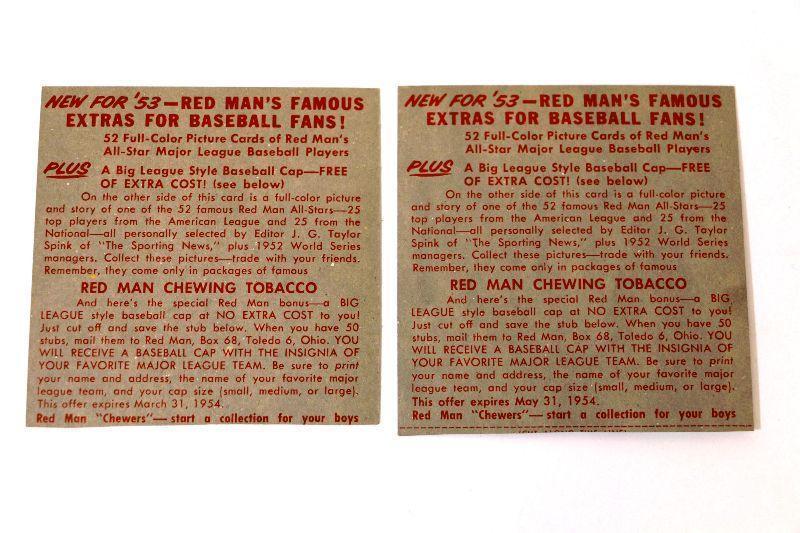 NEW FOR '53—RED MAN'S FAMOUS
EXTRAS FOR BASEBALL FANS!
52 Full-Color Picture Cards of Red Man's
All-Star Major League Baseball Players
PLUS A Big League Style Baseball Cap—FREE
OF EXTRA COST! (see below)
On the other side of this card is a full-color picture
and story of one of the 52 famous Red Man All-Stars—25
top players from the American League and 25 from the
National—all personally selected by Editor J. G. Taylor
Spink of "The Sporting News," plus 1952 World Series
managers. Collect these pictures—trade with your friends.
Remember, they come only in packages of famous
RED MAN CHEWING TOBACCO
And here's the special Red Man bonus—a BIG
LEAGUE style baseball cap at NO EXTRA COST to you!
Just cut off and save the stub below. When you have 50
stubs, mail them to Red Man, Box 68, Toledo 6, Ohio. YOU
WILL RECEIVE A BASEBALL CAP WITH THE INSIGNIA OF
YOUR FAVORITE MAJOR LEAGUE TEAM. Be sure to print
your name and address, the name of your favorite major
league team, and your cap size (small, medium, or large).
This offer expires March 31, 1954.
Red Man "Chewers"—start a collection for your boys
NEW FOR '53—RED MAN'S FAMOUS
EXTRAS FOR BASEBALL FANS!
52 Full-Color Picture Cards of Red Man's
All-Star Major League Baseball Players
PLUS A Big League Style Baseball Cap—FREE
OF EXTRA COST! (see below)
On the other side of this card is a full-color picture
and story of one of the 52 famous Red Man All-Stars—25
top players from the American League and 25 from the
National—all personally selected by Editor J. G. Taylor
Spink of "The Sporting News," plus 1952 World Series
managers. Collect these pictures—trade with your friends.
Remember, they come only in packages of famous
RED MAN CHEWING TOBACCO
And here's the special Red Man bonus—a BIG
LEAGUE style baseball cap at NO EXTRA COST to you!
Just cut off and save the stub below. When you have 50
stubs, mail them to Red Man, Box 68, Toledo 6, Ohio. YOU
WILL RECEIVE A BASEBALL CAP WITH THE INSIGNIA OF
YOUR FAVORITE MAJOR LEAGUE TEAM. Be sure to print
your name and address, the name of your favorite major
league team, and your cap size (small, medium, or large).
This offer expires May 31, 1954.
Red Man "Chewers"—start a collection for your boys